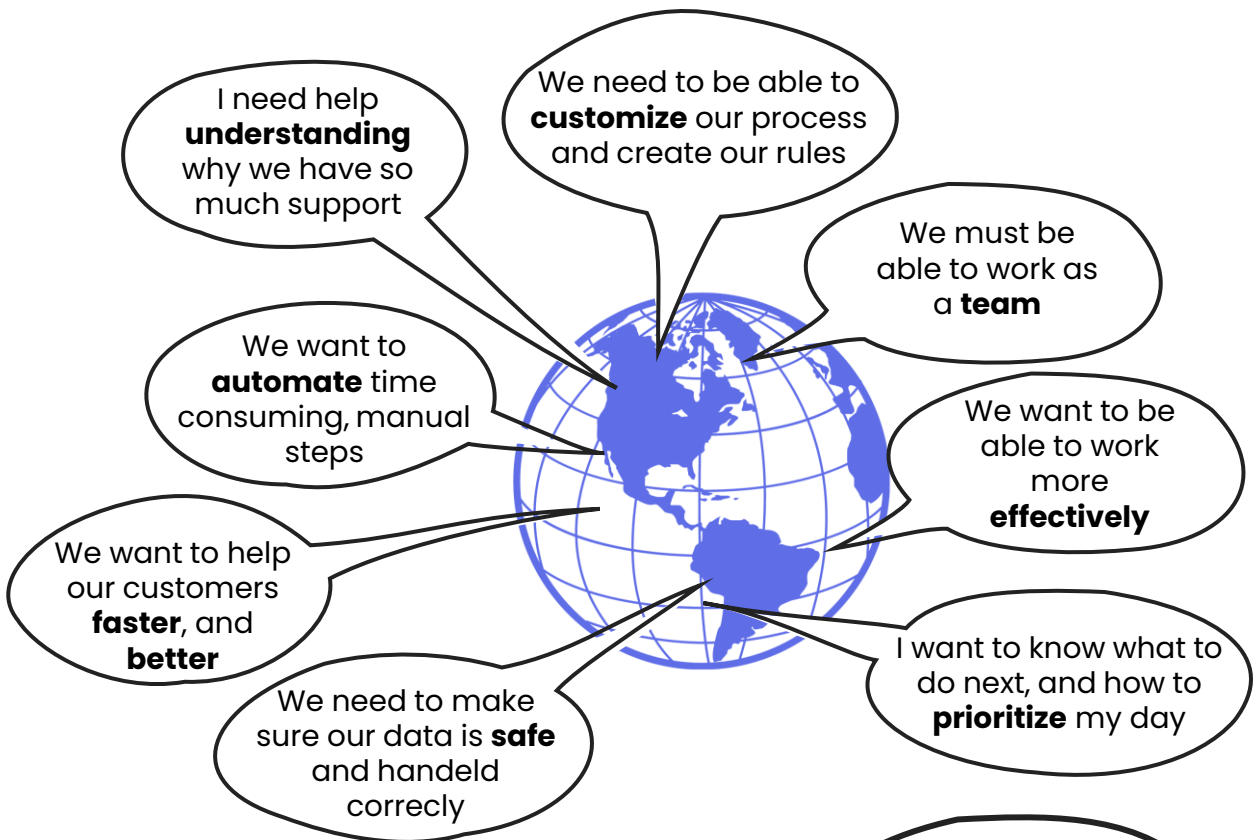 I need help
understanding
why we have so
much support
We need to be able to
customize our process
and create our rules
We must be
able to work as
a team
We want to
automate time
consuming, manual
steps
We want to be
able to work
more
effectively
We want to help
our customers
faster, and
better
I want to know what to
do next, and how to
prioritize my day
We need to make
sure our data is safe
and handeld
correcly